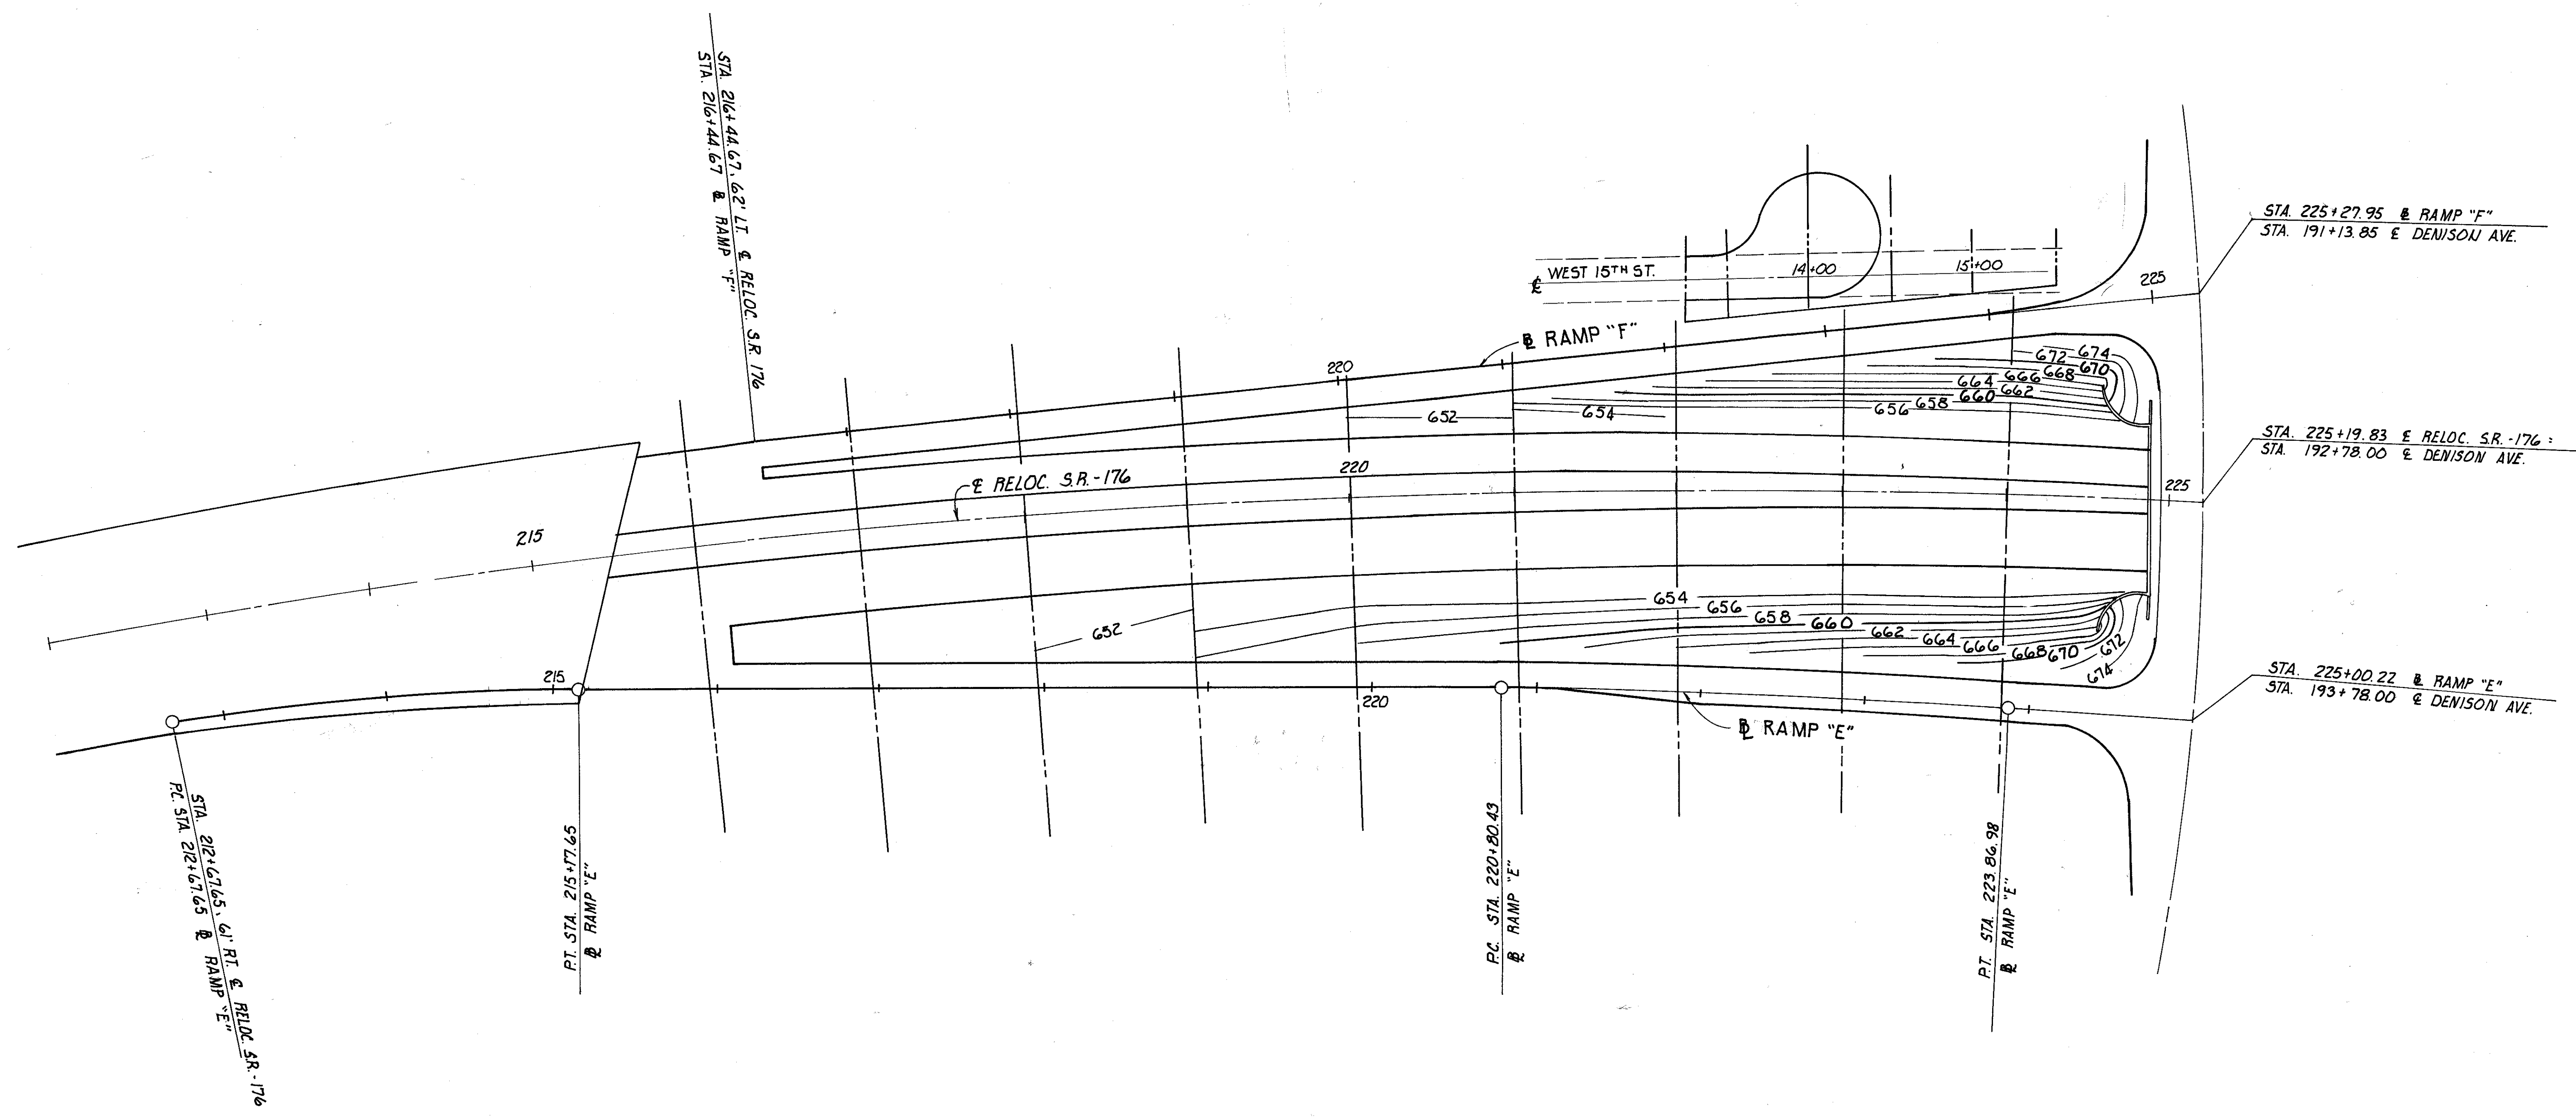 STA. 216+44.67, 62' LT. ℄ RELOC. S.R. 176
STA. 216+44.67 ℄ RAMP "F"
WEST 15TH ST.
℄
14+00
15+00
225
STA. 225+27.95 ℄ RAMP "F"
STA. 191+13.85 ℄ DENISON AVE.
℄ RAMP "F"
220
672
674
670
668
666
664
662
660
658
656
654
652
STA. 225+19.83 ℄ RELOC. S.R.-176 =
STA. 192+78.00 ℄ DENISON AVE.
220
℄ RELOC. S.R.-176
225
215
654
656
658
660
662
664
666
668
670
672
674
652
STA. 225+00.22 ℄ RAMP "E"
STA. 193+78.00 ℄ DENISON AVE.
215
220
℄ RAMP "E"
STA. 212+67.65, 61' RT. ℄ RELOC. S.R.-176
P.C. STA. 212+67.65 ℄ RAMP "E"
P.T. STA. 215+17.65
℄ RAMP "E"
P.C. STA. 220+80.43
℄ RAMP "E"
P.T. STA. 223.86.98
℄ RAMP "E"